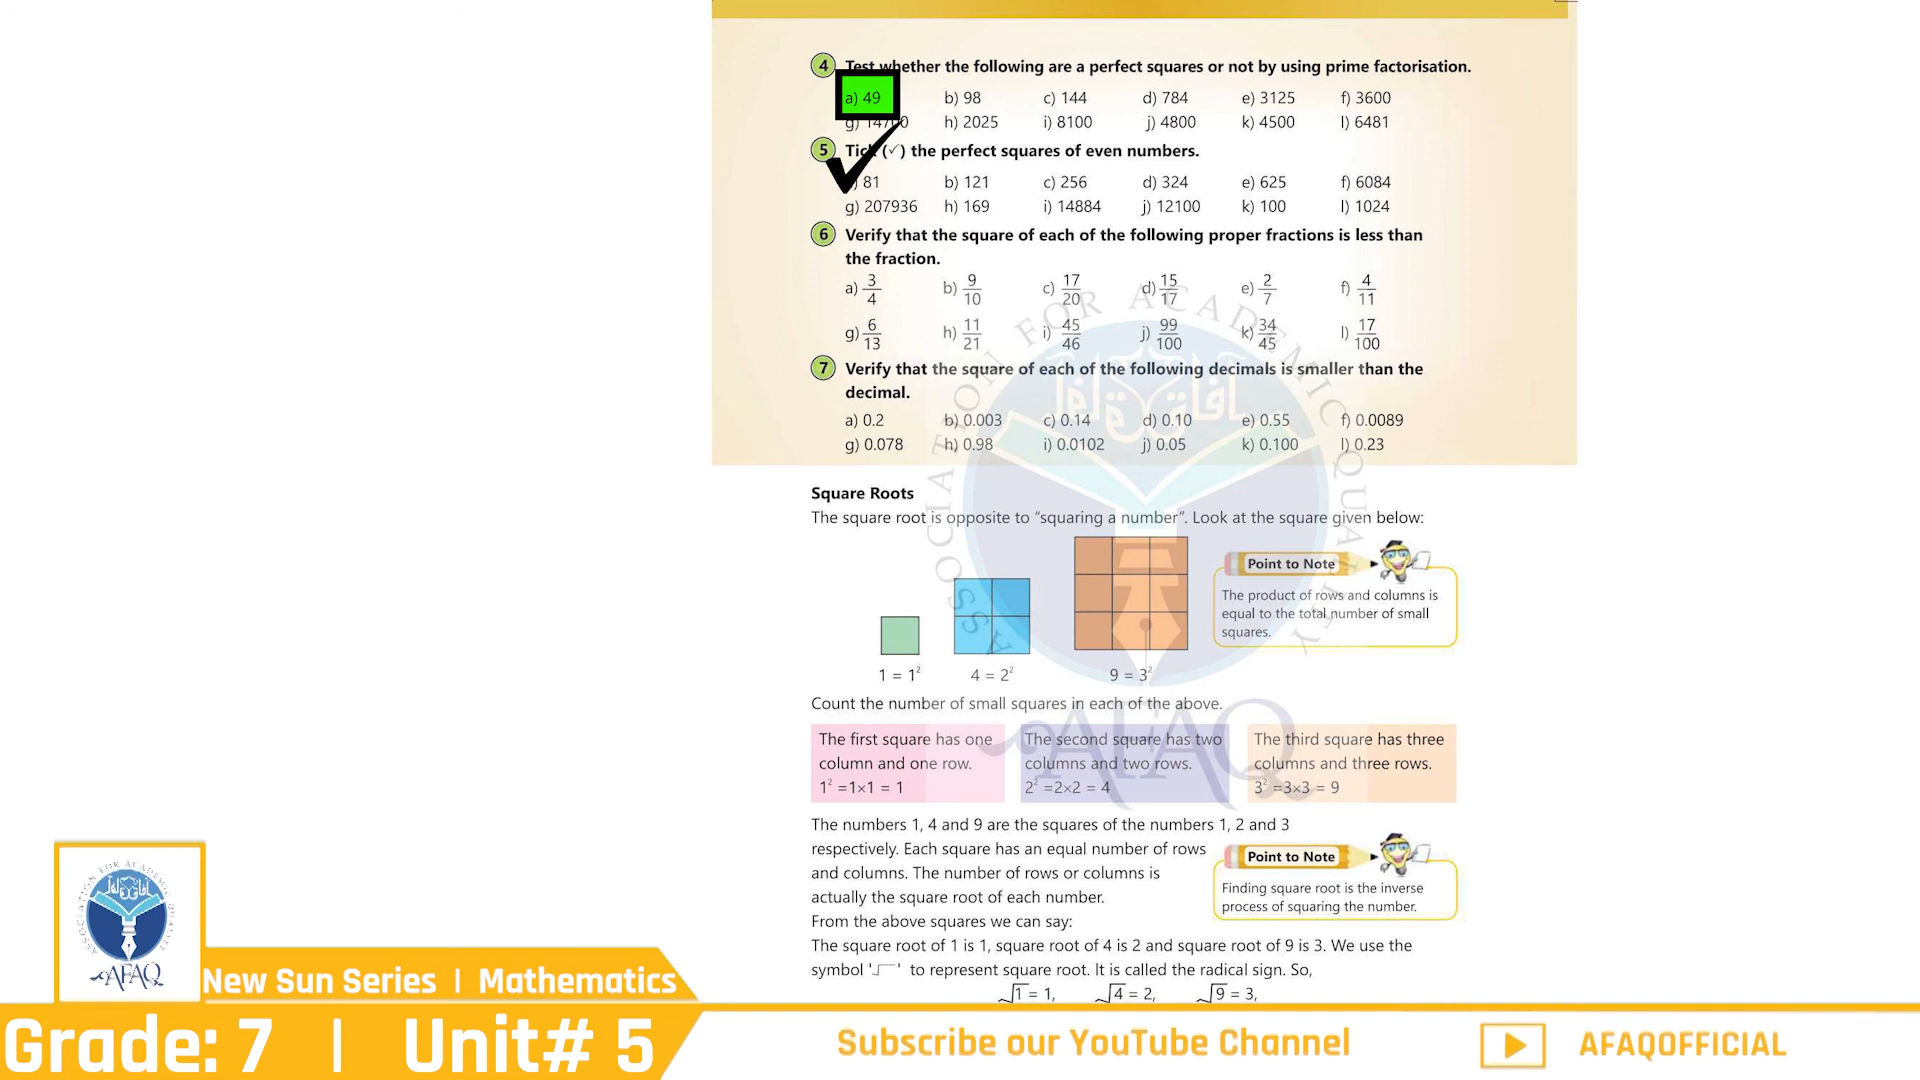 4 Test whether the following are a perfect squares or not by using prime factorisation.
a) 49 b) 98 c) 144 d) 784 e) 3125 f) 3600
g) 14700 h) 2025 i) 8100 j) 4800 k) 4500 l) 6481
5 Tick (✓) the perfect squares of even numbers.
81 b) 121 c) 256 d) 324 e) 625 f) 6084
g) 207936 h) 169 i) 14884 j) 12100 k) 100 l) 1024
6 Verify that the square of each of the following proper fractions is less than
the fraction.
a) 3/4 b) 9/10 c) 17/20 d) 15/17 e) 2/7 f) 4/11
g) 6/13 h) 11/21 i) 45/46 j) 99/100 k) 34/45 l) 17/100
7 Verify that the square of each of the following decimals is smaller than the
decimal.
a) 0.2 b) 0.003 c) 0.14 d) 0.10 e) 0.55 f) 0.0089
g) 0.078 h) 0.98 i) 0.0102 j) 0.05 k) 0.100 l) 0.23
ASSOCIATION FOR ACADEMIC QUALITY
AFAQ
Square Roots
The square root is opposite to “squaring a number”. Look at the square given below:
Point to Note
The product of rows and columns is
equal to the total number of small
squares.
1 = 1² 4 = 2² 9 = 3²
Count the number of small squares in each of the above.
The first square has one
column and one row.
1² =1×1 = 1
The second square has two
columns and two rows.
2² =2×2 = 4
The third square has three
columns and three rows.
3² =3×3 = 9
The numbers 1, 4 and 9 are the squares of the numbers 1, 2 and 3
respectively. Each square has an equal number of rows
and columns. The number of rows or columns is
actually the square root of each number.
Point to Note
Finding square root is the inverse
process of squaring the number.
From the above squares we can say:
The square root of 1 is 1, square root of 4 is 2 and square root of 9 is 3. We use the
symbol '√' to represent square root. It is called the radical sign. So,
√1 = 1, √4 = 2, √9 = 3,
ASSOCIATION FOR ACADEMIC QUALITY
AFAQ
New Sun Series | Mathematics
Grade: 7 | Unit# 5
Subscribe our YouTube Channel
AFAQOFFICIAL